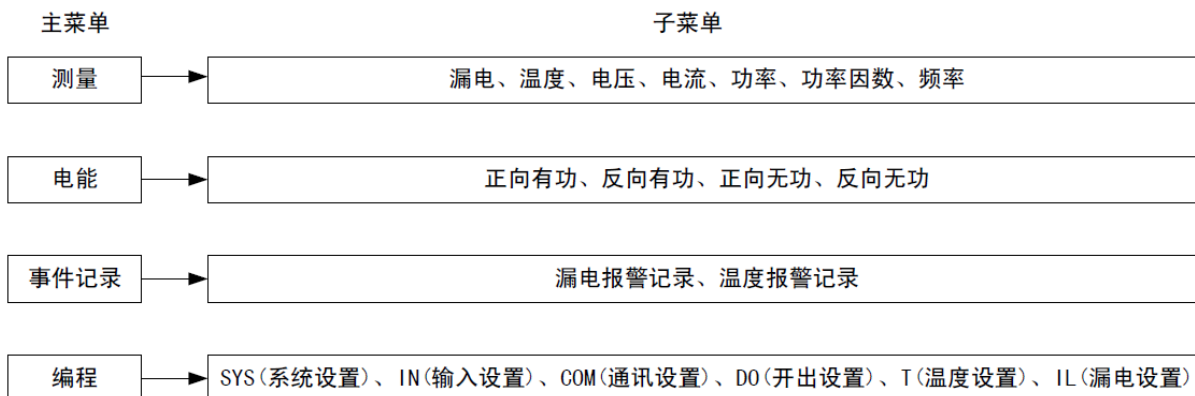 主菜单 子菜单
测量 漏电、温度、电压、电流、功率、功率因数、频率
电能 正向有功、反向有功、正向无功、反向无功
事件记录 漏电报警记录、温度报警记录
编程 SYS(系统设置)、IN(输入设置)、COM(通讯设置)、DO(开出设置)、T(温度设置)、IL(漏电设置)